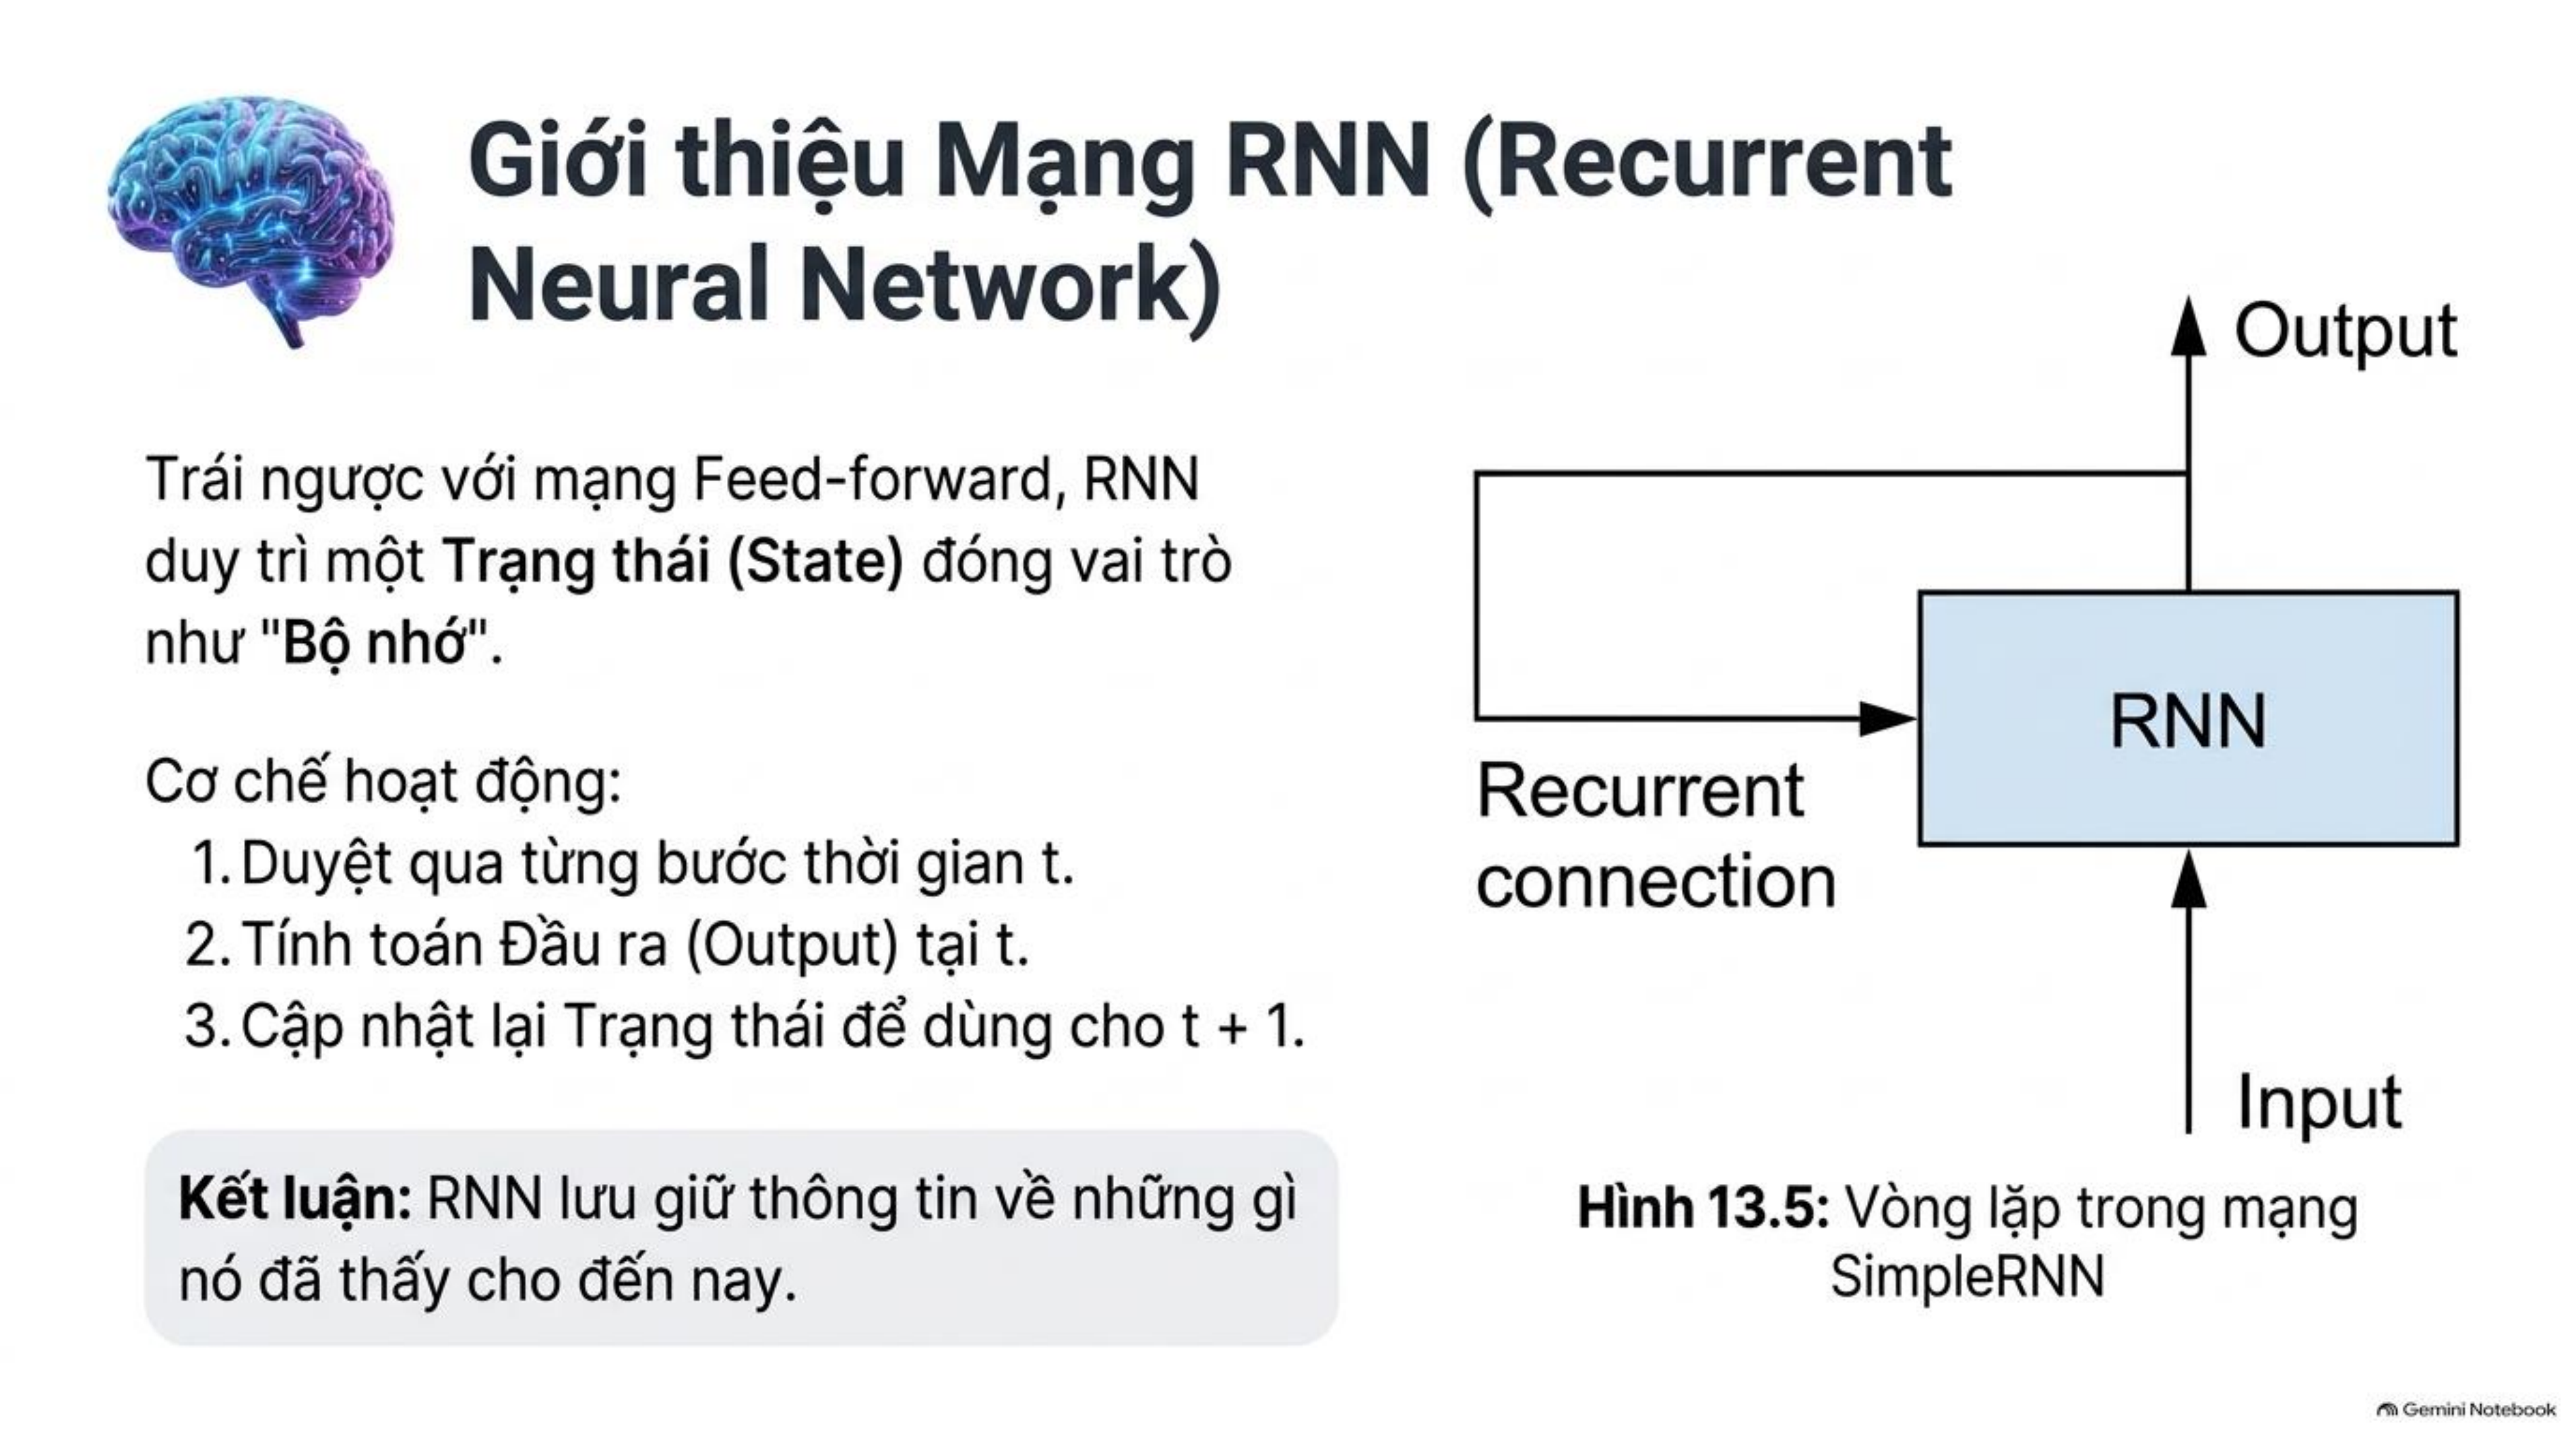 Giới thiệu Mạng RNN (Recurrent
Neural Network)
Trái ngược với mạng Feed-forward, RNN
duy trì một Trạng thái (State) đóng vai trò
như "Bộ nhớ".
Cơ chế hoạt động:
1. Duyệt qua từng bước thời gian t.
2. Tính toán Đầu ra (Output) tại t.
3. Cập nhật lại Trạng thái để dùng cho t + 1.
Kết luận: RNN lưu giữ thông tin về những gì
nó đã thấy cho đến nay.
Output
RNN
Recurrent
connection
Input
Hình 13.5: Vòng lặp trong mạng
SimpleRNN
Gemini Notebook